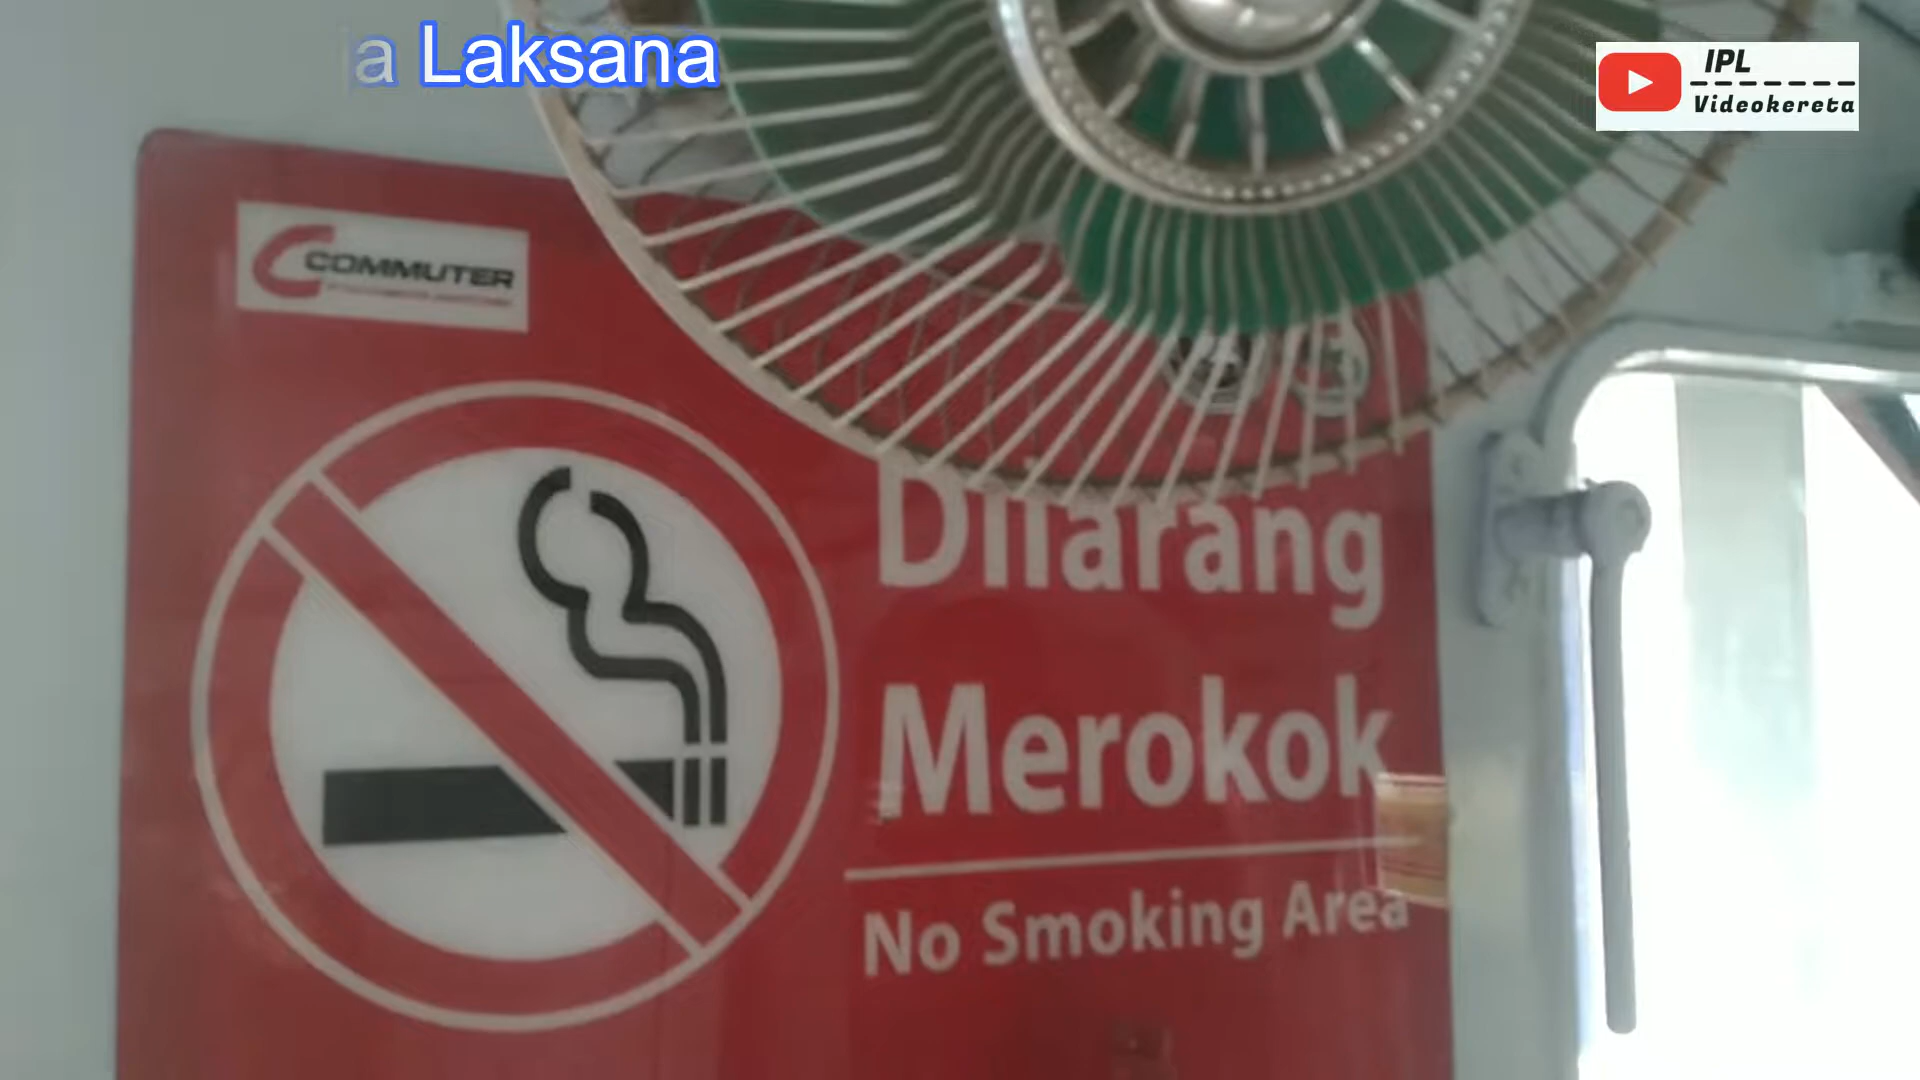 a Laksana
IPL
Videokereta
COMMUTER
Dilarang
Merokok
No Smoking Area